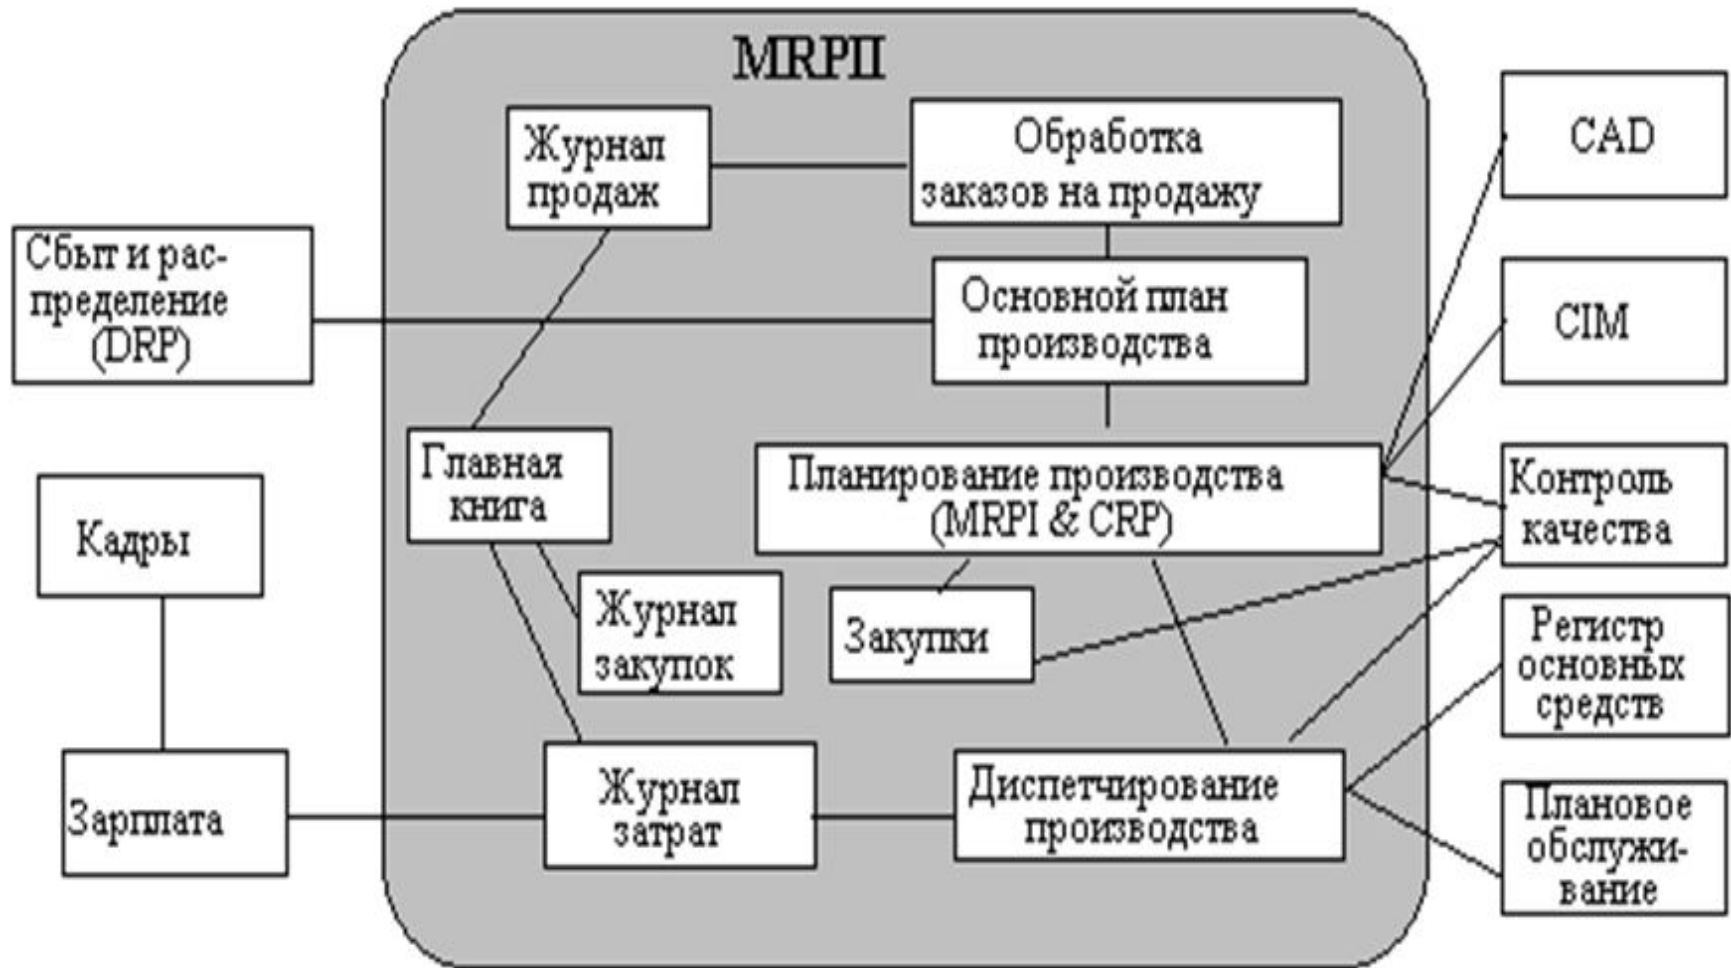 MRPII
Журнал
продаж
Обработка
заказов на продажу
CAD
Сбыт и рас-
пределение
(DRP)
Основной план
производства
CIM
Главная
книга
Планирование производства
(MRPI & CRP)
Контроль
качества
Кадры
Журнал
закупок
Закупки
Регистр
основных
средств
Зарплата
Журнал
затрат
Диспетчирование
производства
Плановое
обслужи-
вание